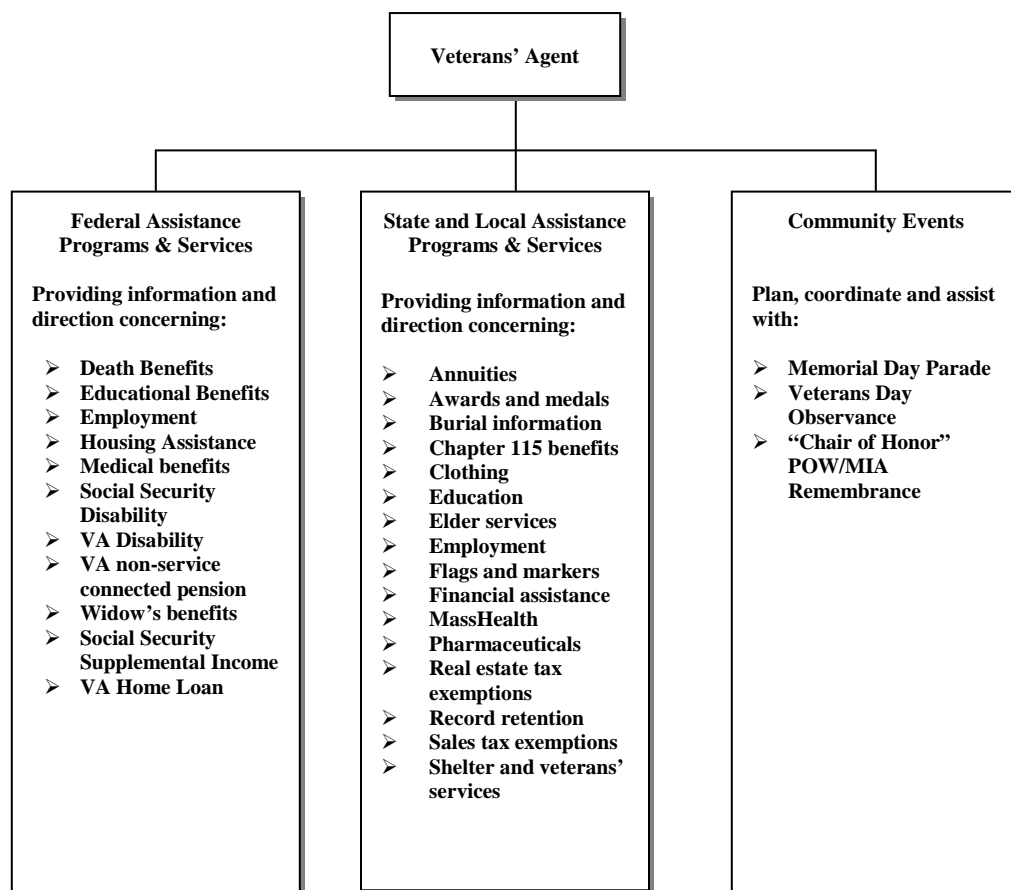 Veterans’ Agent
Federal Assistance
Programs & Services
Providing information and
direction concerning:
➢ Death Benefits
➢ Educational Benefits
➢ Employment
➢ Housing Assistance
➢ Medical benefits
➢ Social Security
Disability
➢ VA Disability
➢ VA non-service
connected pension
➢ Widow’s benefits
➢ Social Security
Supplemental Income
➢ VA Home Loan
State and Local Assistance
Programs & Services
Providing information and
direction concerning:
➢ Annuities
➢ Awards and medals
➢ Burial information
➢ Chapter 115 benefits
➢ Clothing
➢ Education
➢ Elder services
➢ Employment
➢ Flags and markers
➢ Financial assistance
➢ MassHealth
➢ Pharmaceuticals
➢ Real estate tax
exemptions
➢ Record retention
➢ Sales tax exemptions
➢ Shelter and veterans’
services
Community Events
Plan, coordinate and assist
with:
➢ Memorial Day Parade
➢ Veterans Day
Observance
➢ “Chair of Honor”
POW/MIA
Remembrance